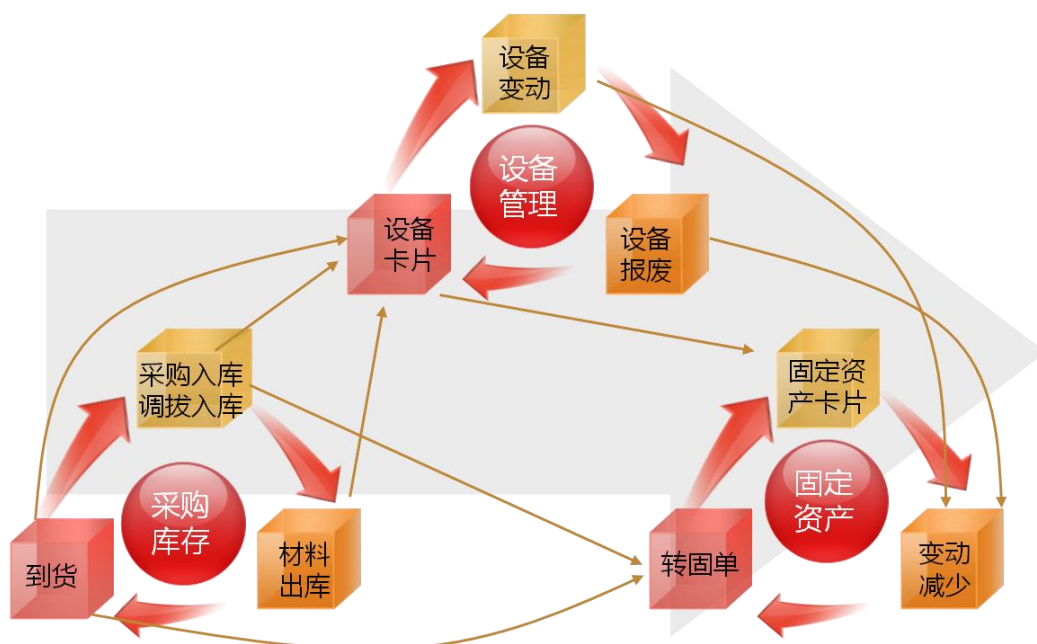 设备
变动
设备
管理
设备
卡片
设备
报废
采购入库
调拔入库
固定资
产卡片
采购
库存
固定
资产
到货
材料
出库
转固单
变动
减少